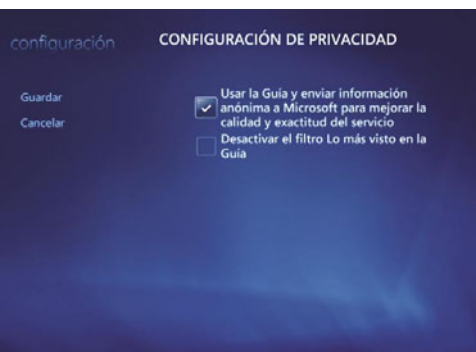 configuración
CONFIGURACIÓN DE PRIVACIDAD
Guardar
Cancelar
Usar la Guía y enviar información
anónima a Microsoft para mejorar la
calidad y exactitud del servicio
Desactivar el filtro Lo más visto en la
Guía